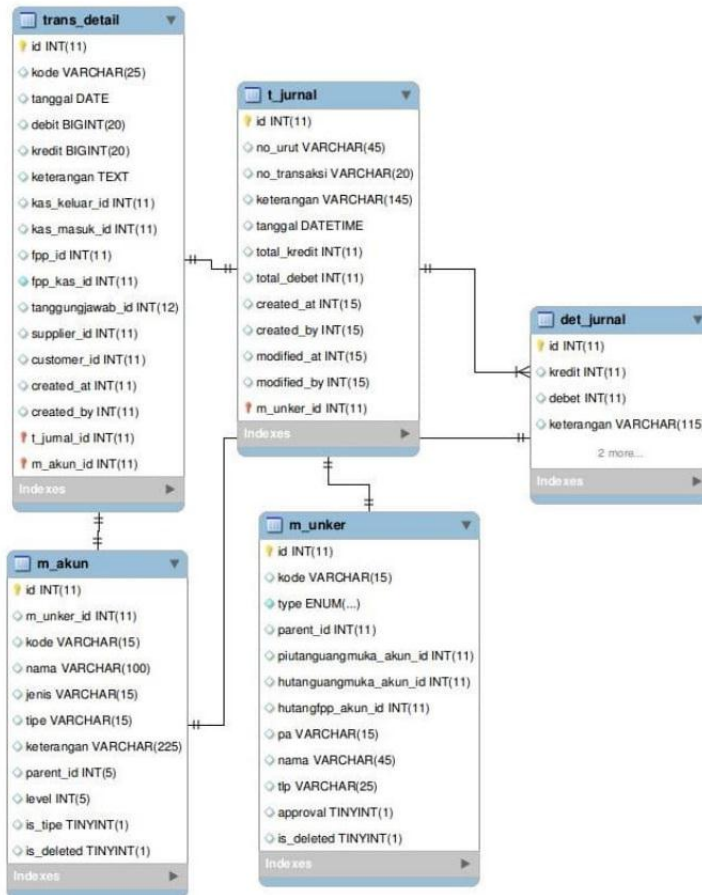 trans_detail
id INT(11)
kode VARCHAR(25)
tanggal DATE
debit BIGINT(20)
kredit BIGINT(20)
keterangan TEXT
kas_keluar_id INT(11)
kas_masuk_id INT(11)
fpp_id INT(11)
fpp_kas_id INT(11)
tanggungjawab_id INT(12)
supplier_id INT(11)
customer_id INT(11)
created_at INT(11)
created_by INT(11)
t_jurnal_id INT(11)
m_akun_id INT(11)
Indexes
t_jurnal
id INT(11)
no_urut VARCHAR(45)
no_transaksi VARCHAR(20)
keterangan VARCHAR(145)
tanggal DATETIME
total_kredit INT(11)
total_debet INT(11)
created_at INT(15)
created_by INT(15)
modified_at INT(15)
modified_by INT(15)
m_unker_id INT(11)
Indexes
det_jurnal
id INT(11)
kredit INT(11)
debet INT(11)
keterangan VARCHAR(115)
2 more...
Indexes
m_akun
id INT(11)
m_unker_id INT(11)
kode VARCHAR(15)
nama VARCHAR(100)
jenis VARCHAR(15)
tipe VARCHAR(15)
keterangan VARCHAR(225)
parent_id INT(5)
level INT(5)
is_tipe TINYINT(1)
is_deleted TINYINT(1)
Indexes
m_unker
id INT(11)
kode VARCHAR(15)
type ENUM(...)
parent_id INT(11)
piutanguangmuka_akun_id INT(11)
hutanguangmuka_akun_id INT(11)
hutangfpp_akun_id INT(11)
pa VARCHAR(15)
nama VARCHAR(45)
tlp VARCHAR(25)
approval TINYINT(1)
is_deleted TINYINT(1)
Indexes